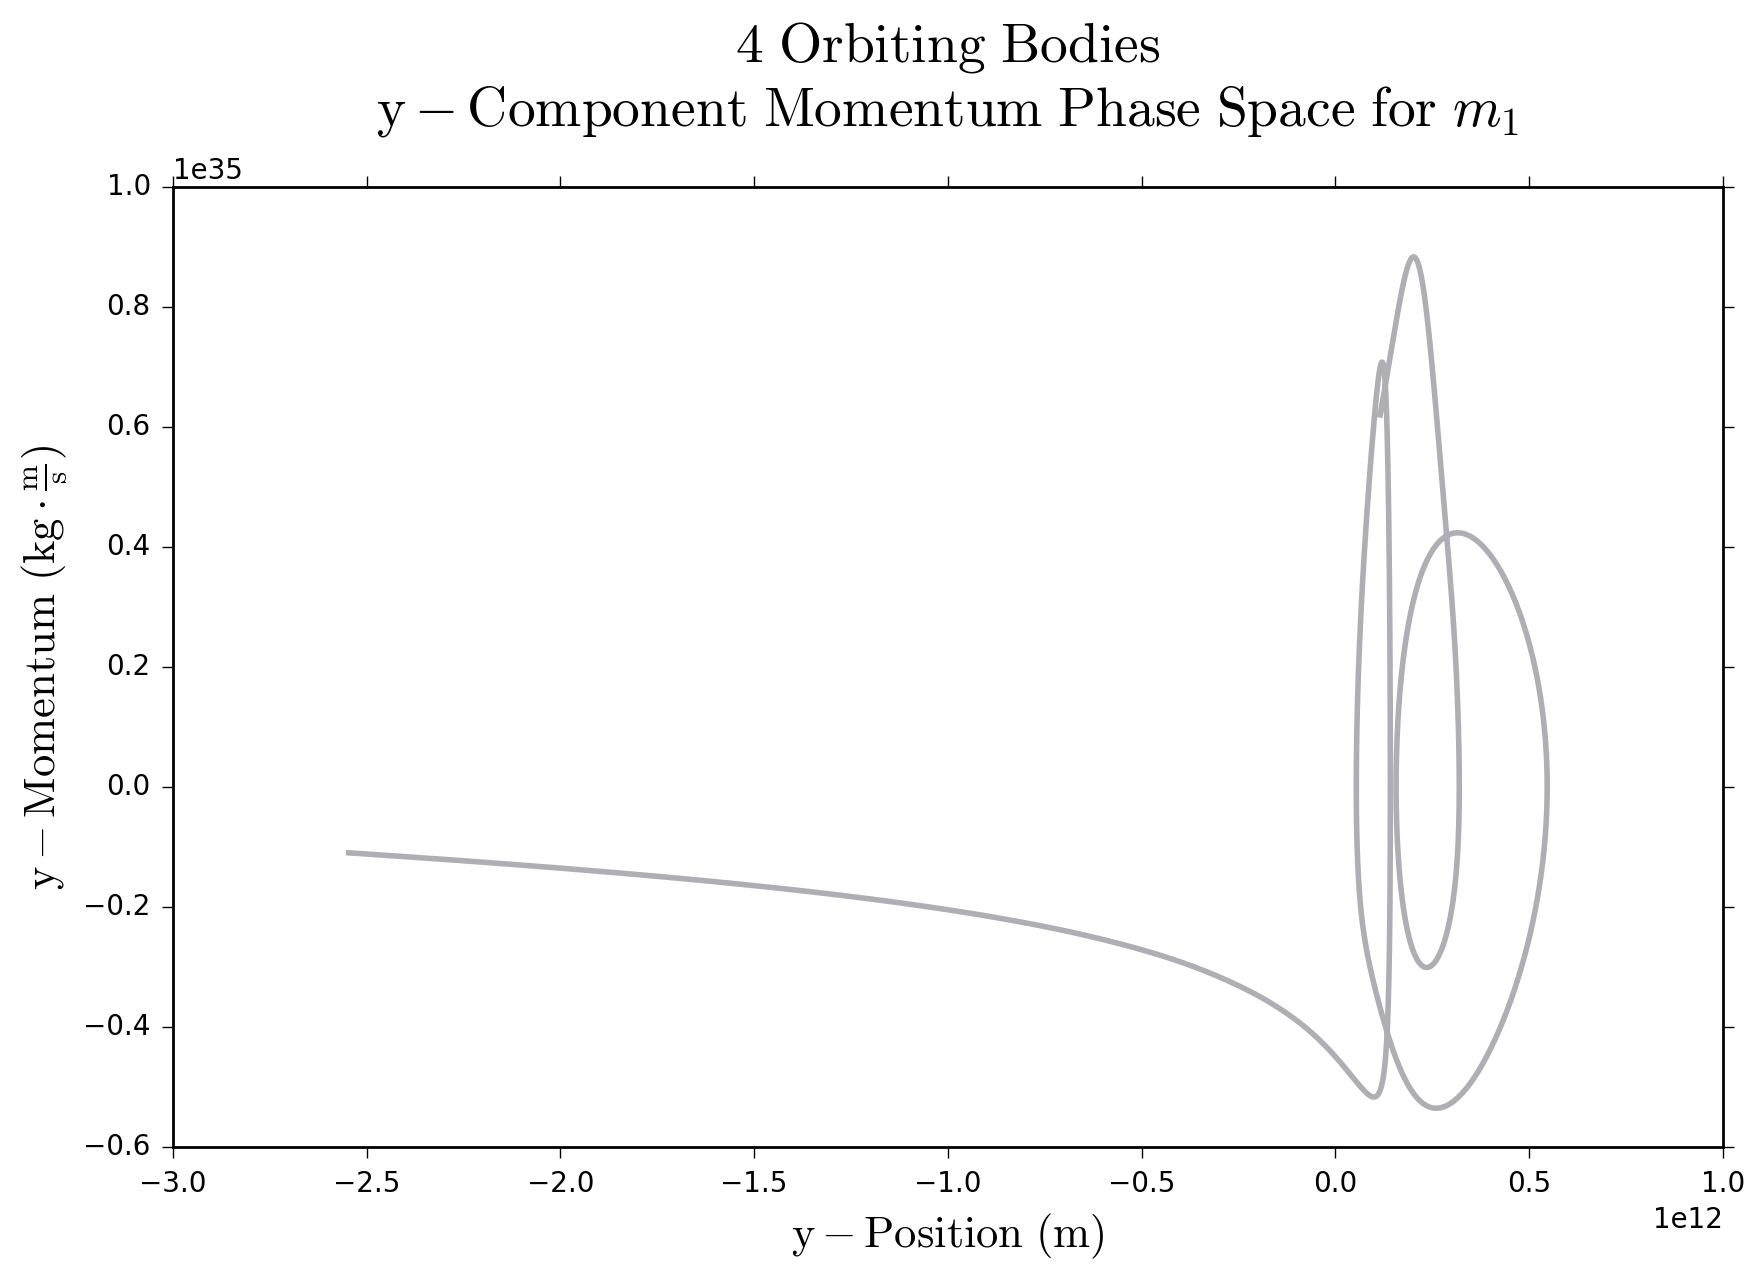 4 Orbiting Bodies
y − Component Momentum Phase Space for m₁
1e35
1.0
0.8
0.6
0.4
0.2
0.0
−0.2
−0.4
−0.6
y − Momentum (kg · m/s)
−3.0 −2.5 −2.0 −1.5 −1.0 −0.5 0.0 0.5 1.0
1e12
y − Position (m)